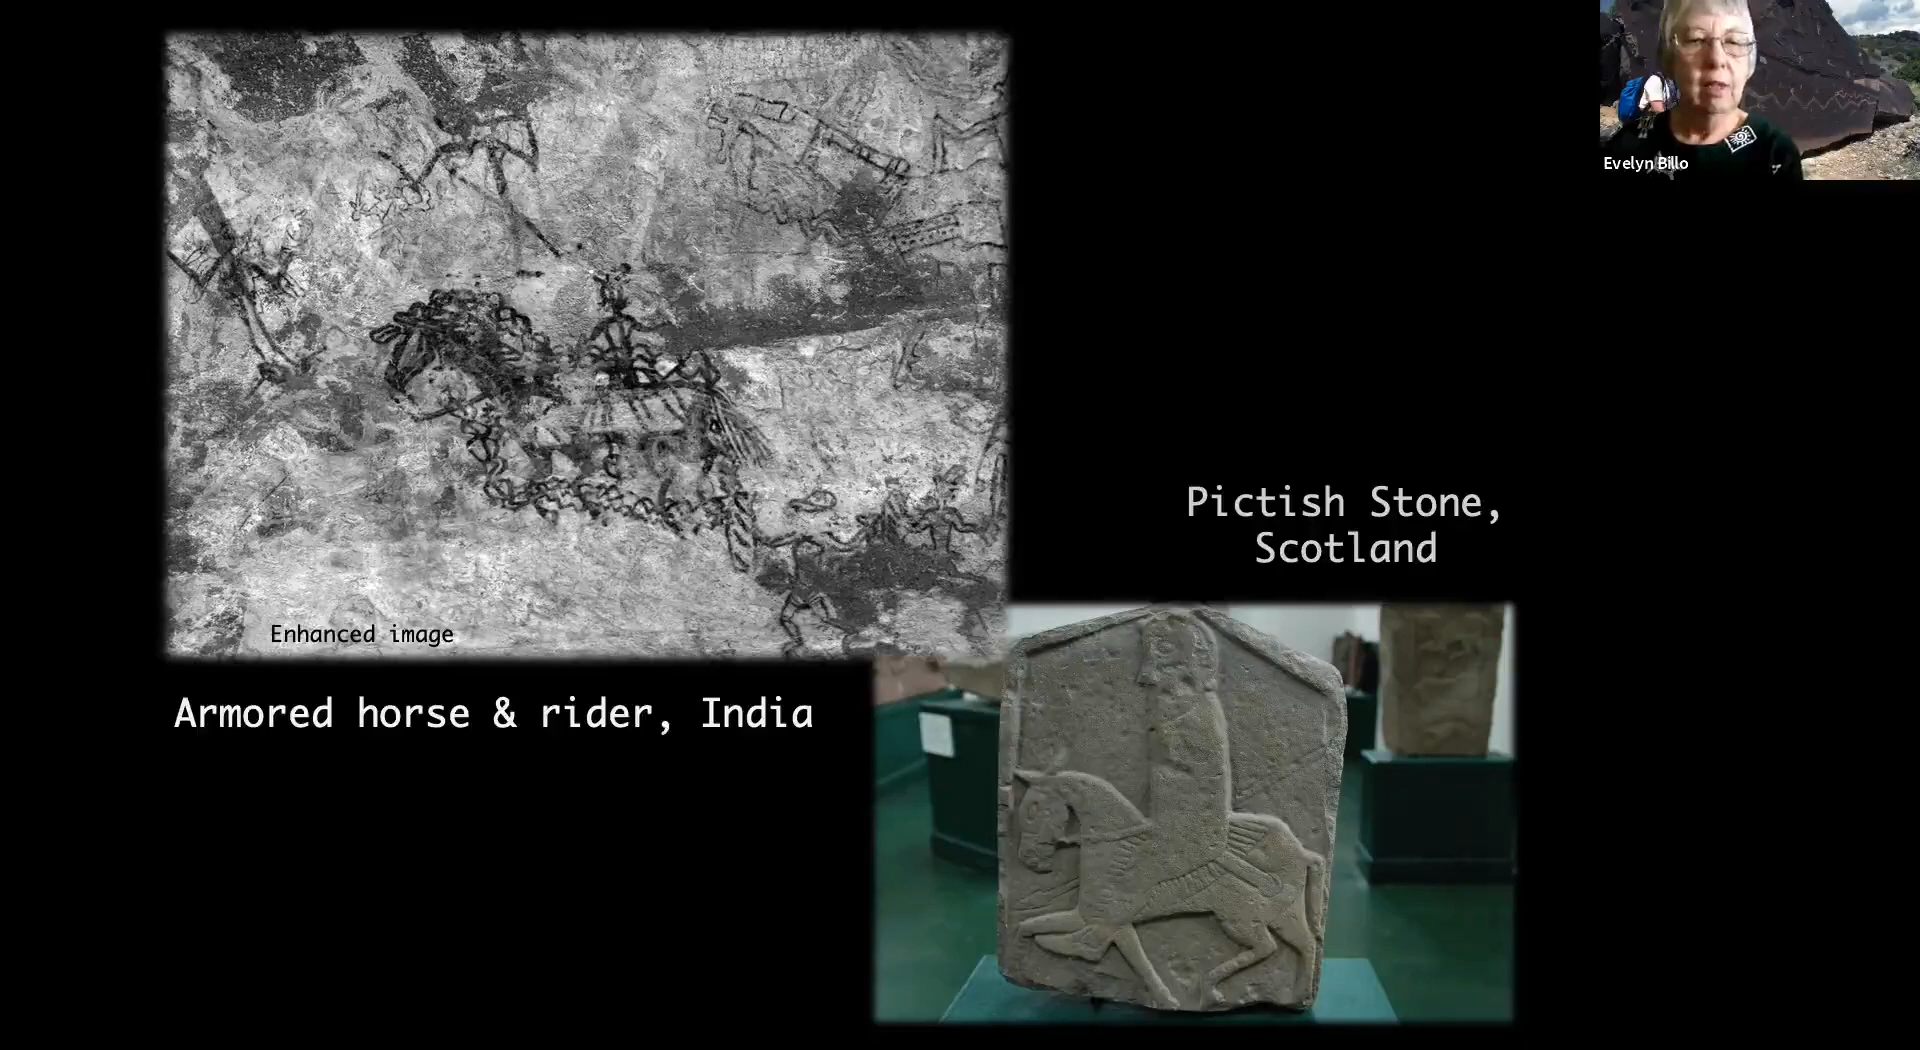 Evelyn Billo
Pictish Stone,
Scotland
Enhanced image
Armored horse & rider, India